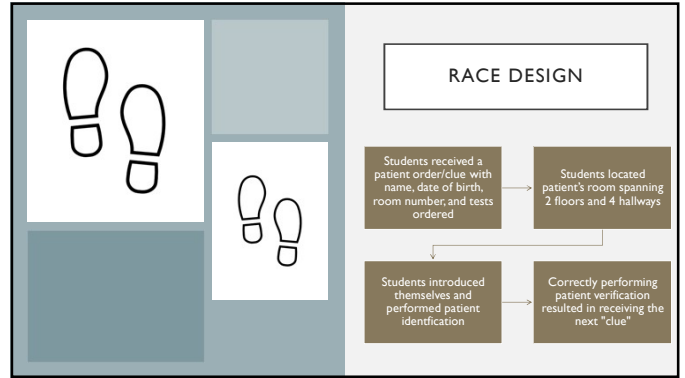 RACE DESIGN
Students received a
patient order/clue with
name, date of birth,
room number, and tests
ordered
Students located
patient's room spanning
2 floors and 4 hallways
Students introduced
themselves and
performed patient
identfication
Correctly performing
patient verification
resulted in receiving the
next "clue"